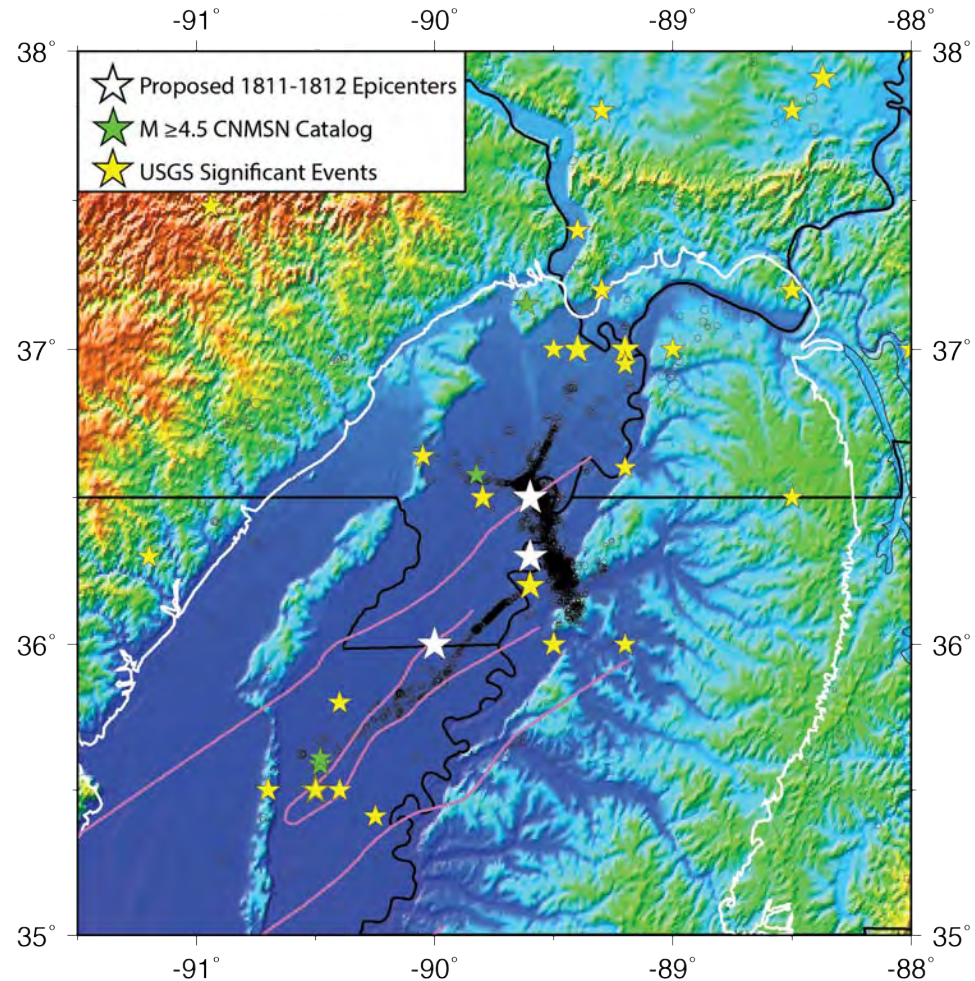 -91° -90° -89° -88°
38° 38°
Proposed 1811-1812 Epicenters
M ≥4.5 CNMSN Catalog
USGS Significant Events
37° 37°
36° 36°
35° 35°
-91° -90° -89° -88°